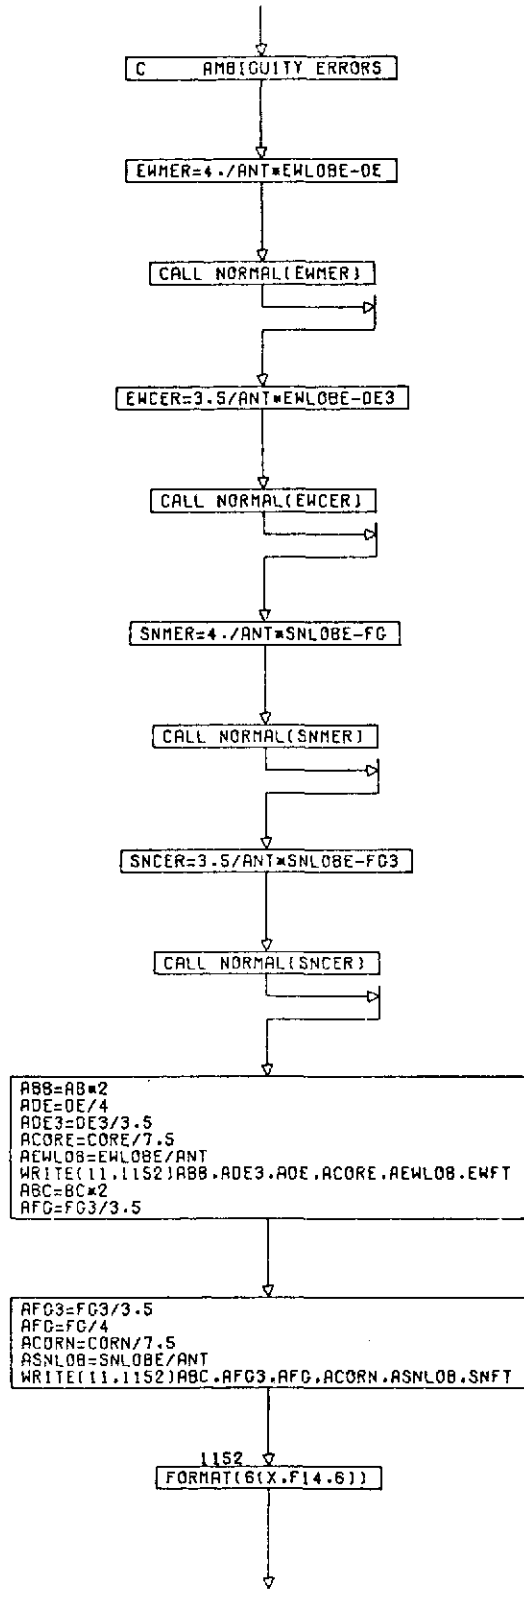 C AMBIGUITY ERRORS
EWMER=4./ANT*EWLOBE-DE
CALL NORMAL(EWMER)
EWCER=3.5/ANT*EWLOBE-DE3
CALL NORMAL(EWCER)
SNMER=4./ANT*SNLOBE-FG
CALL NORMAL(SNMER)
SNCER=3.5/ANT*SNLOBE-FG3
CALL NORMAL(SNCER)
ABB=AB*2
ADE=DE/4
ADE3=DE3/3.5
ACORE=CORE/7.5
AEWLOB=EWLOBE/ANT
WRITE(11,1152)ABB,ADE3,ADE,ACORE,AEWLOB,EWFT
ABC=BC*2
AFG=FG3/3.5
AFG3=FG3/3.5
AFG=FG/4
ACORN=CORN/7.5
ASNLOB=SNLOBE/ANT
WRITE(11,1152)ABC,AFG3,AFG,ACORN,ASNLOB,SNFT
1152
FORMAT(6(X,F14.6))